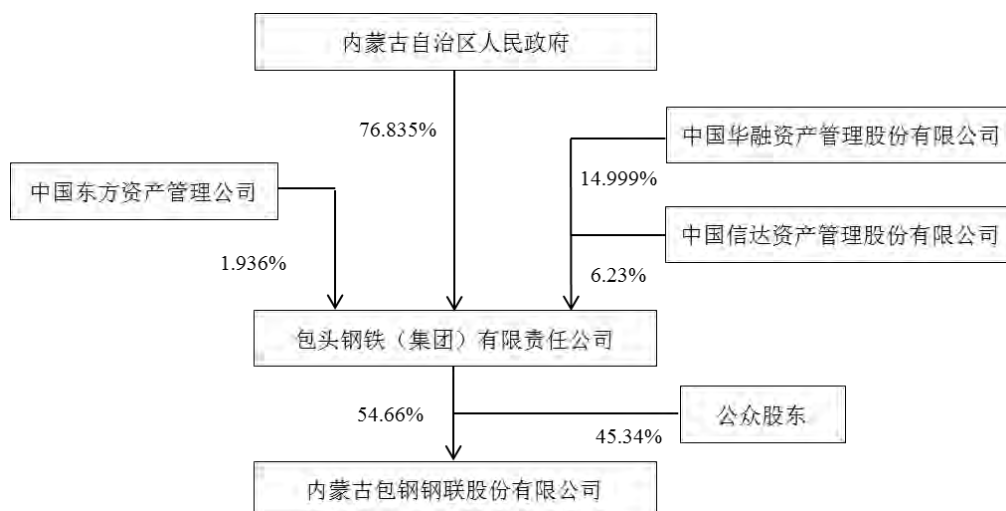 内蒙古自治区人民政府
76.835%
中国华融资产管理股份有限公司
14.999%
中国东方资产管理公司
中国信达资产管理股份有限公司
1.936%
6.23%
包头钢铁（集团）有限责任公司
54.66%
公众股东
45.34%
内蒙古包钢钢联股份有限公司